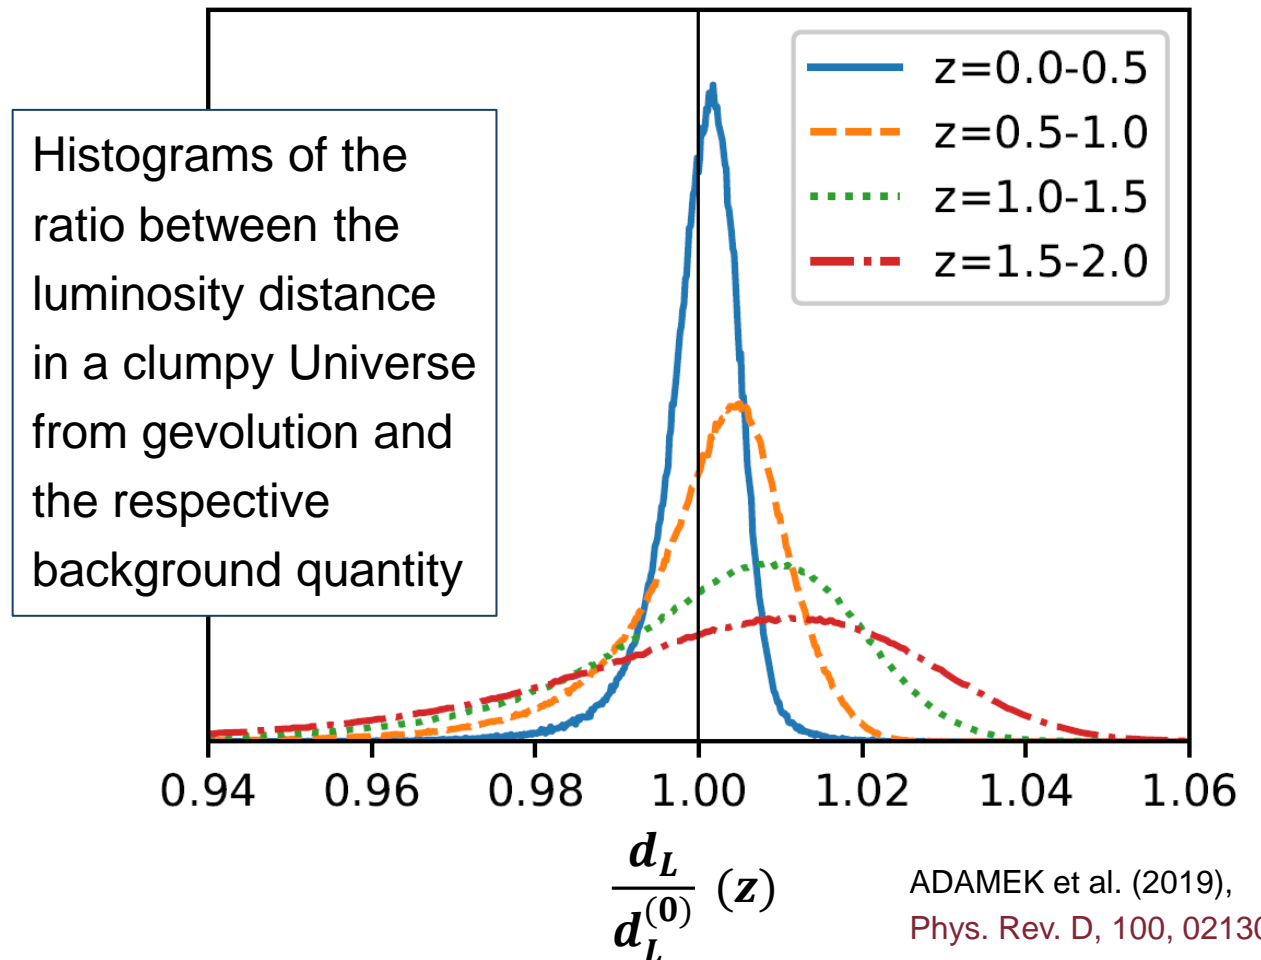 Histograms of the
ratio between the
luminosity distance
in a clumpy Universe
from gevolution and
the respective
background quantity
z=0.0-0.5
z=0.5-1.0
z=1.0-1.5
z=1.5-2.0
0.94 0.96 0.98 1.00 1.02 1.04 1.06
d_L
d_L^(0) (z)
ADAMEK et al. (2019),
Phys. Rev. D, 100, 02130